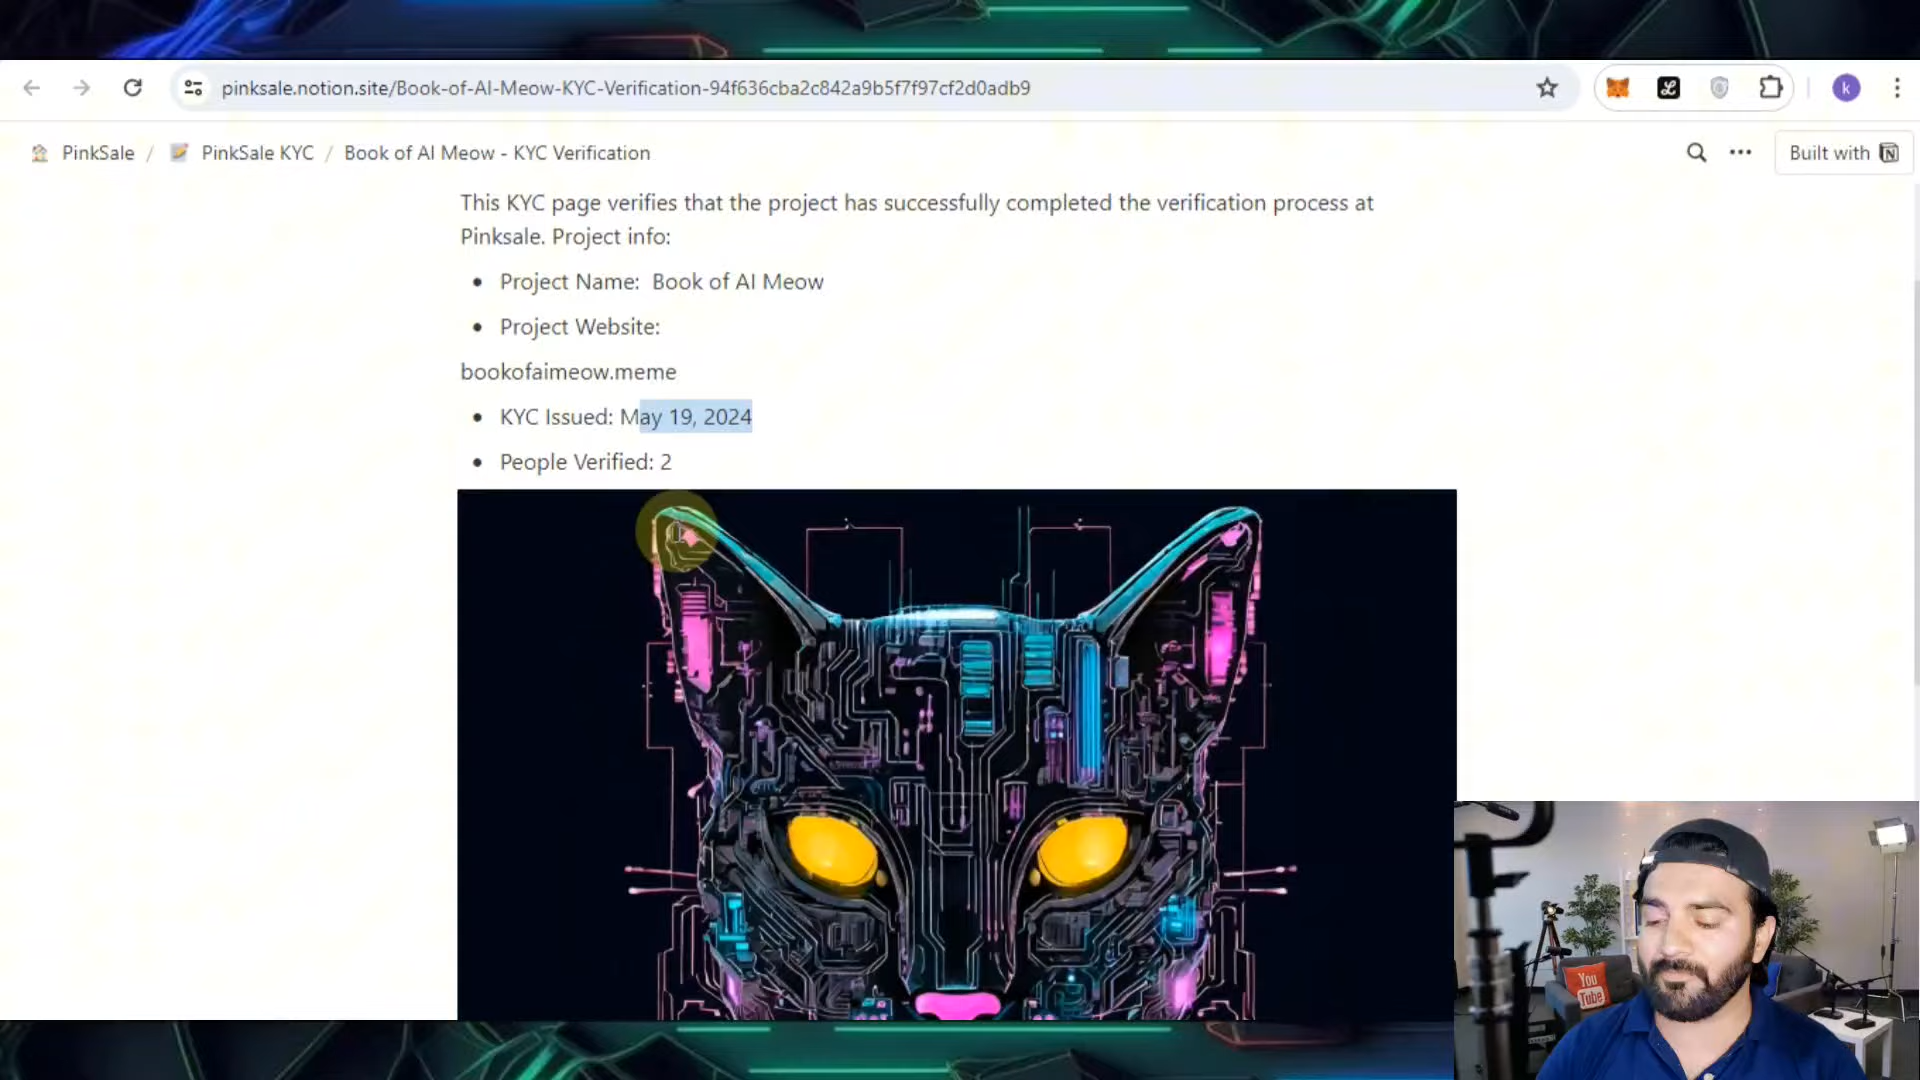 pinksale.notion.site/Book-of-AI-Meow-KYC-Verification-94f636cba2c842a9b5f7f97cf2d0adb9
k
PinkSale / PinkSale KYC / Book of AI Meow - KYC Verification
Built with
This KYC page verifies that the project has successfully completed the verification process at
Pinksale. Project info:
• Project Name: Book of AI Meow
• Project Website:
bookofaimeow.meme
• KYC Issued: May 19, 2024
• People Verified: 2
You
Tube